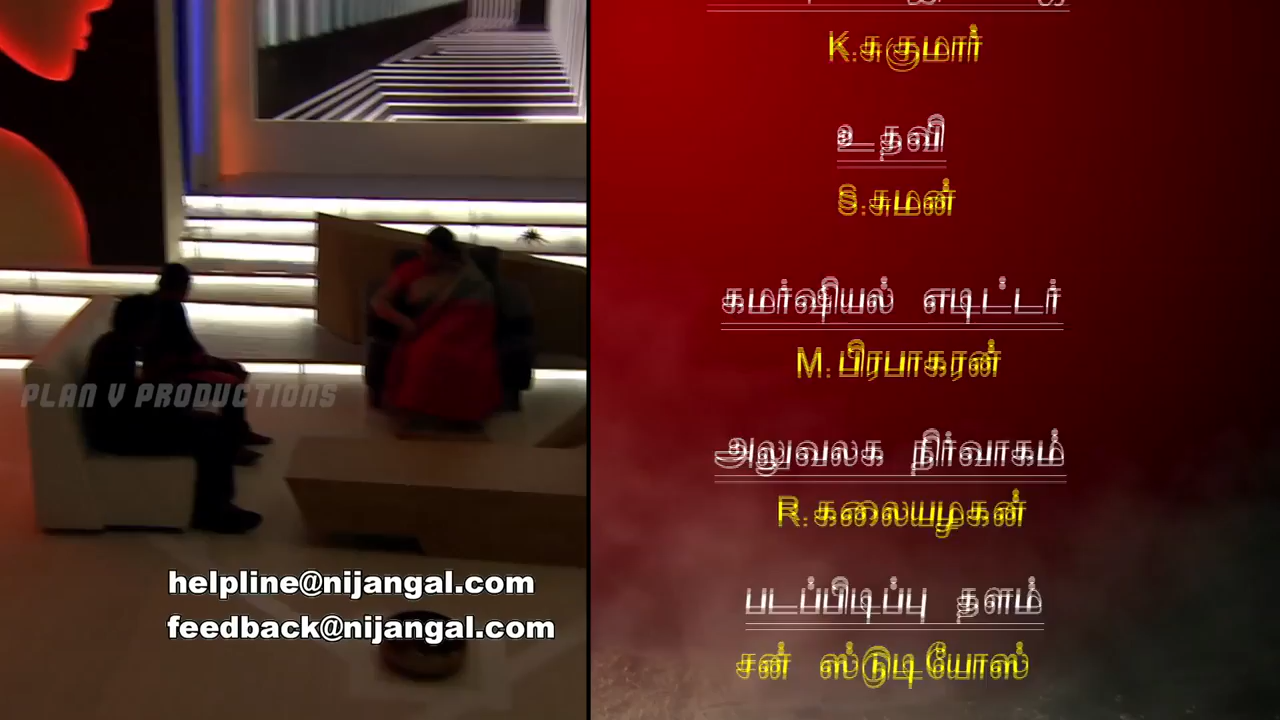 PLAN V PRODUCTIONS
helpline@nijangal.com
feedback@nijangal.com
K.சுகுமார்
உதவி
S.சுமன்
கமர்ஷியல் எடிட்டர்
M.பிரபாகரன்
அலுவலக நிர்வாகம்
R.கலையழகன்
படப்பிடிப்பு தளம்
சன் ஸ்டுடியோஸ்